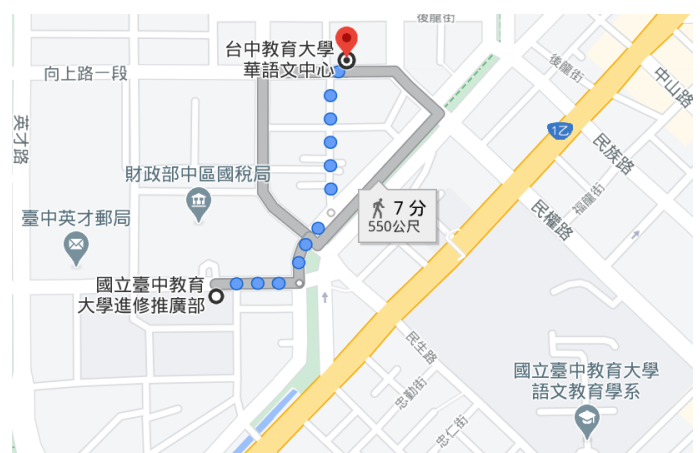 後龍街
台中教育大學
華語文中心
向上路一段
後龍街
中山路
英才路
1乙
民族路
財政部中區國稅局
福龍街
7 分
550公尺
民權路
臺中英才郵局
國立臺中教育
大學進修推廣部
民生路
國立臺中教育大學
語文教育學系
忠勤街
忠仁街